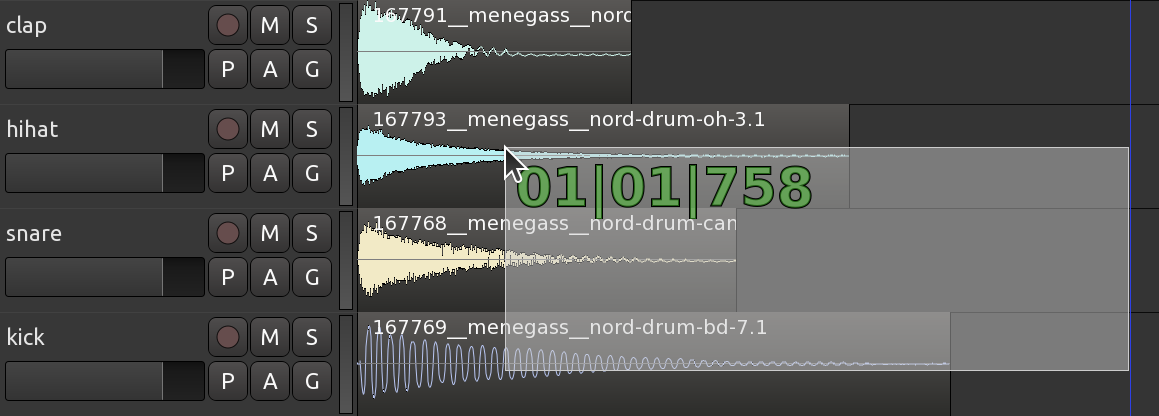 clap M S 167791__menegass__nord
P A G
hihat M S 167793__menegass__nord-drum-oh-3.1
P A G 01|01|758
snare M S 167768__menegass__nord-drum-can
P A G
kick M S 167769__menegass__nord-drum-bd-7.1
P A G